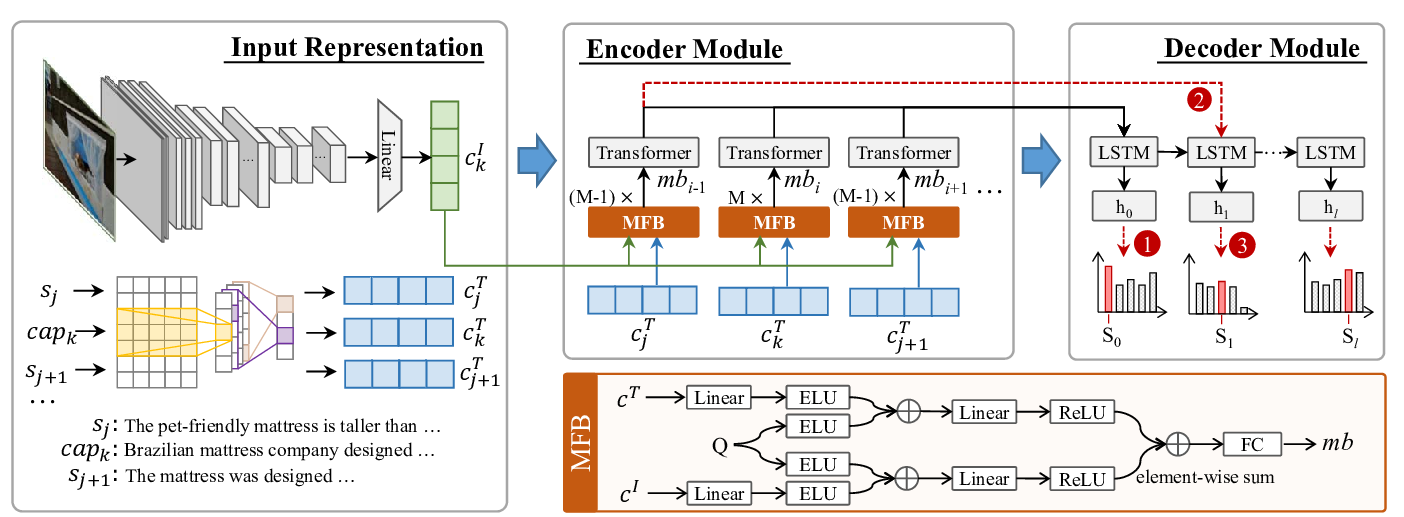 Input Representation
Linear
c_k^I
s_j
cap_k
s_{j+1}
...
c_j^T
c_k^T
c_{j+1}^T
s_j: The pet-friendly mattress is taller than …
cap_k: Brazilian mattress company designed …
s_{j+1}: The mattress was designed …
Encoder Module
Transformer Transformer Transformer
(M-1) × mb_{i-1} M × mb_i (M-1) × mb_{i+1} ...
MFB MFB MFB
c_j^T c_k^T c_{j+1}^T
Decoder Module
2
LSTM LSTM ... LSTM
h_0 h_1 h_l
1 3
S_0 S_1 S_l
MFB
c^T Linear ELU Linear ReLU
ELU
Q FC mb
ELU
element-wise sum
c^I Linear ELU Linear ReLU